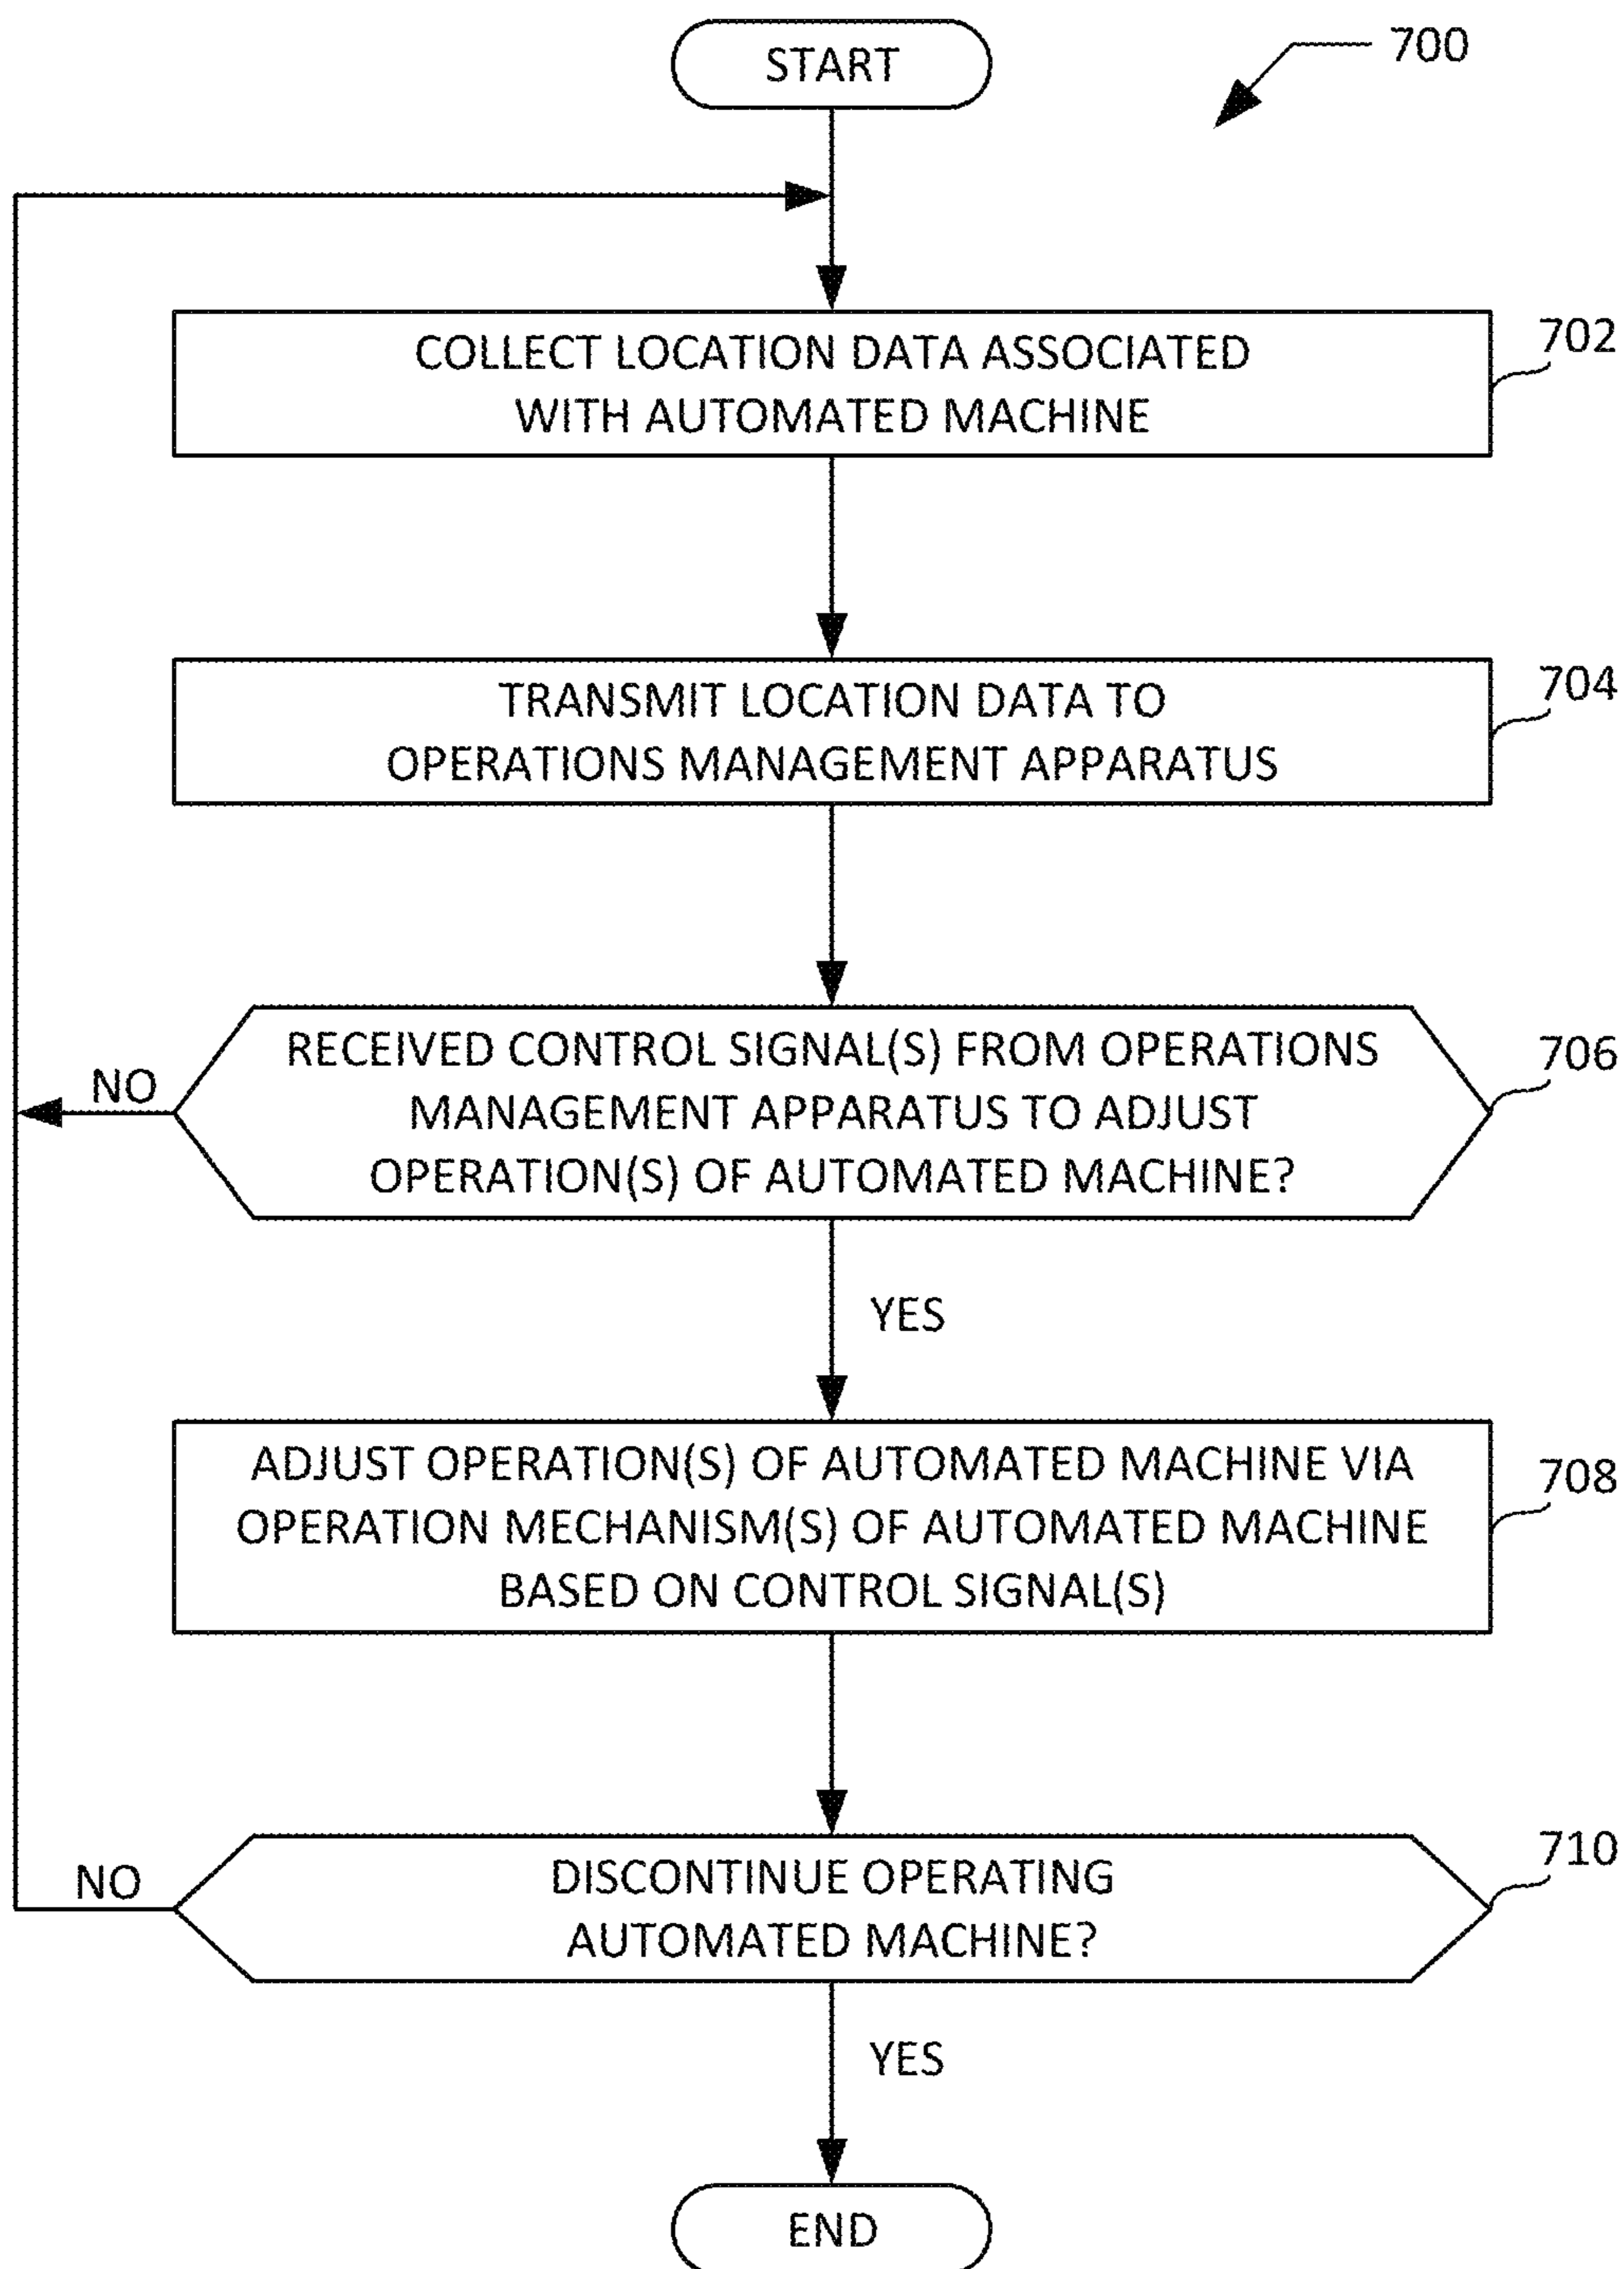 START
700
COLLECT LOCATION DATA ASSOCIATED
WITH AUTOMATED MACHINE
702
TRANSMIT LOCATION DATA TO
OPERATIONS MANAGEMENT APPARATUS
704
RECEIVED CONTROL SIGNAL(S) FROM OPERATIONS
MANAGEMENT APPARATUS TO ADJUST
OPERATION(S) OF AUTOMATED MACHINE?
706
NO
YES
ADJUST OPERATION(S) OF AUTOMATED MACHINE VIA
OPERATION MECHANISM(S) OF AUTOMATED MACHINE
BASED ON CONTROL SIGNAL(S)
708
DISCONTINUE OPERATING
AUTOMATED MACHINE?
710
NO
YES
END